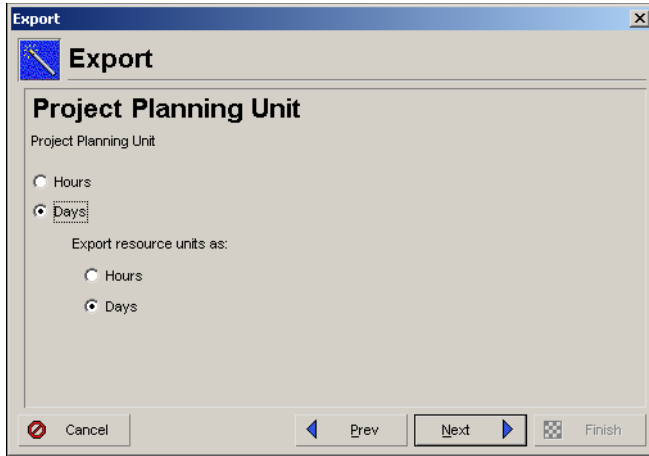 Export
Export
Project Planning Unit
Project Planning Unit
Hours
Days
Export resource units as:
Hours
Days
Cancel
Prev
Next
Finish